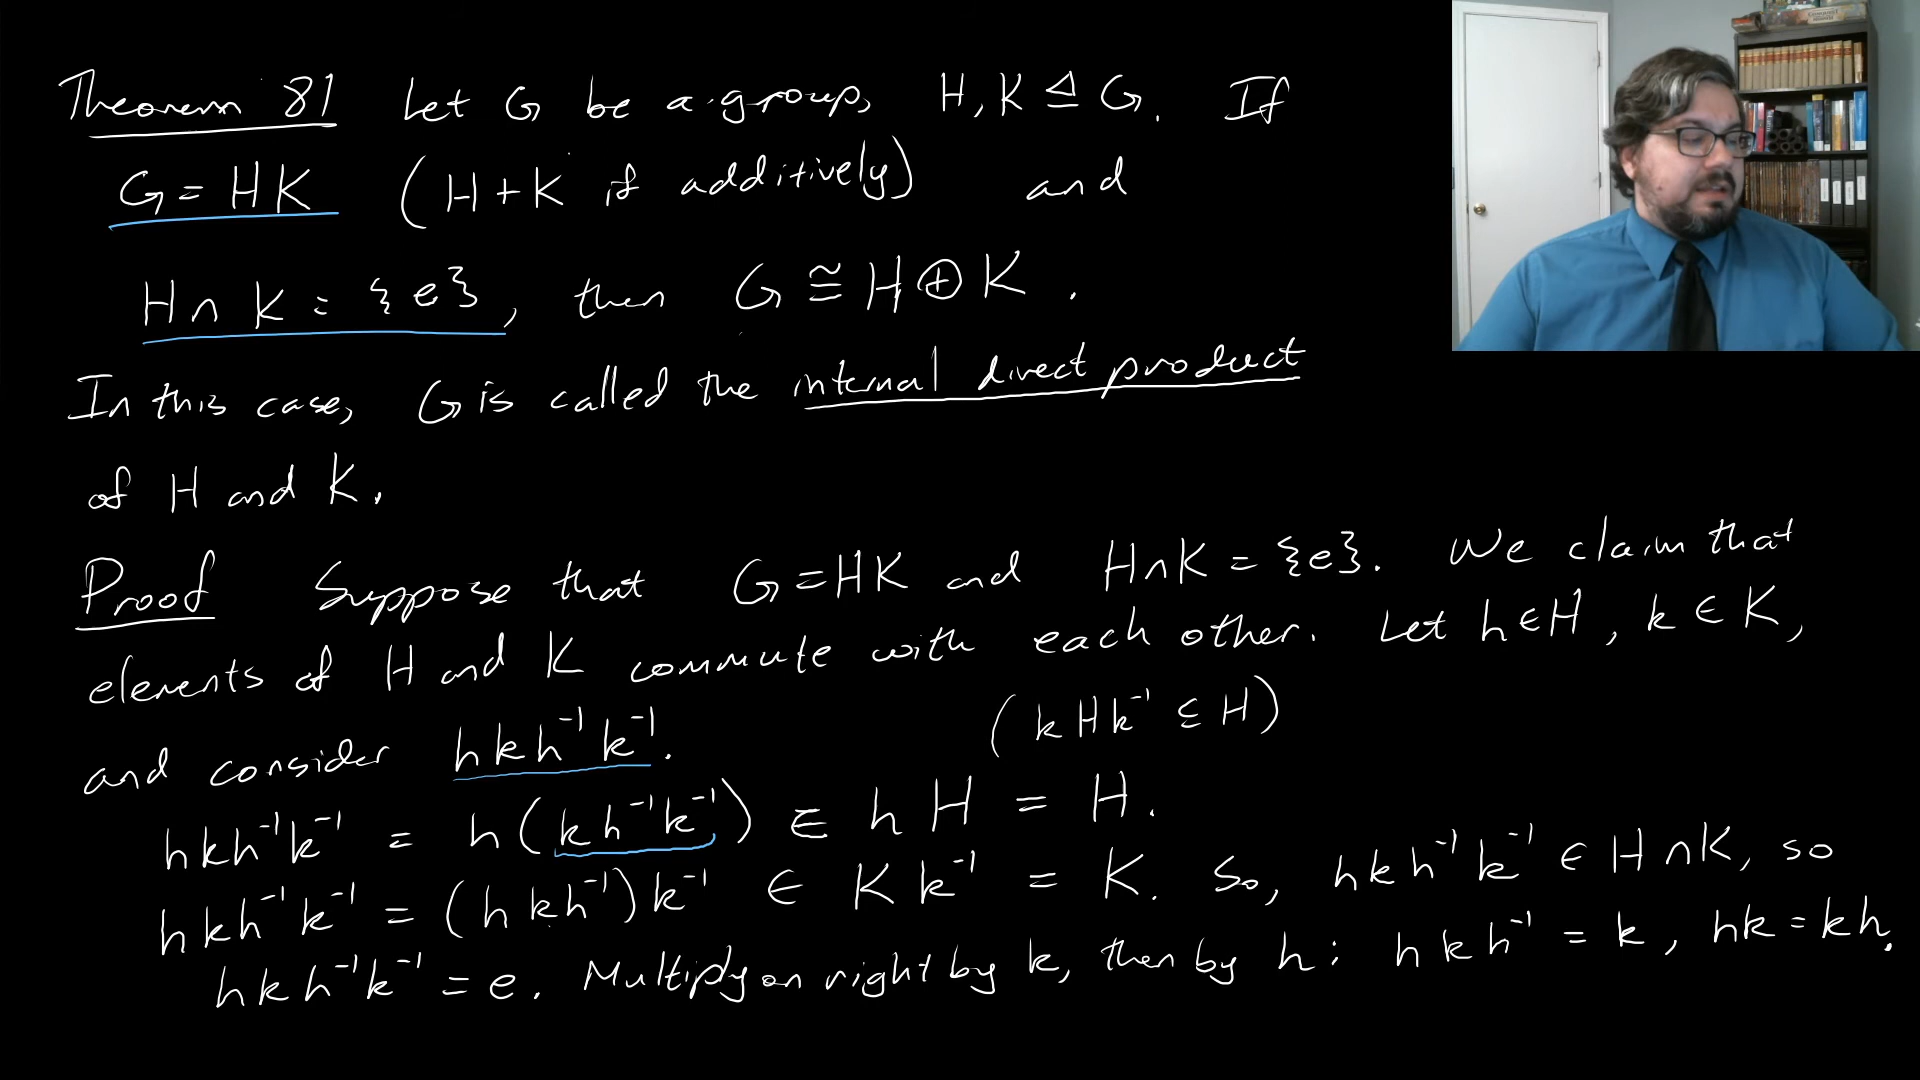 Theorem 81 Let G be a group, H, K ⊴ G. If
G = HK (H + K if additively) and
H ∩ K = {e}, then G ≅ H ⊕ K.
In this case, G is called the internal direct product
of H and K.
Proof Suppose that G = HK and H ∩ K = {e}. We claim that
elements of H and K commute with each other. Let h ∈ H, k ∈ K,
and consider hkh⁻¹k⁻¹. (kHk⁻¹ ⊆ H)
hkh⁻¹k⁻¹ = h(kh⁻¹k⁻¹) ∈ hH = H.
hkh⁻¹k⁻¹ = (hkh⁻¹)k⁻¹ ∈ Kk⁻¹ = K. So, hkh⁻¹k⁻¹ ∈ H ∩ K, so
hkh⁻¹k⁻¹ = e. Multiply on right by k, then by h: hkh⁻¹ = k, hk = kh.